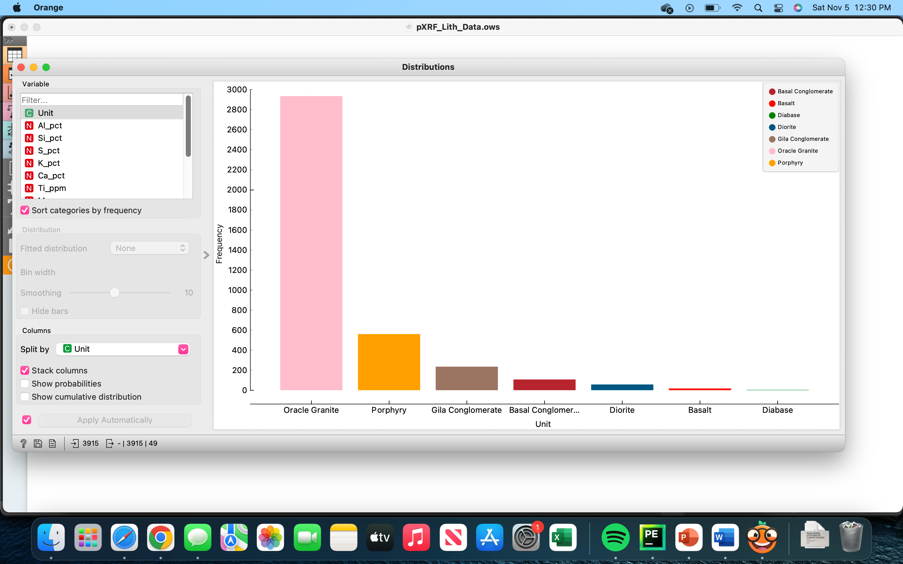 Orange
Sat Nov 5 12:30 PM
pXRF_Lith_Data.ows
Distributions
Variable
Filter...
C Unit
N Al_pct
N Si_pct
N S_pct
N K_pct
N Ca_pct
N Ti_ppm
Sort categories by frequency
Distribution
Fitted distribution None
Bin width
Smoothing 10
Hide bars
Columns
Split by C Unit
Stack columns
Show probabilities
Show cumulative distribution
Apply Automatically
? 3915 - | 3915 | 49
3000
2800
2600
2400
2200
2000
1800
1600
1400
1200
1000
800
600
400
200
0
Frequency
Oracle Granite Porphyry Gila Conglomerate Basal Conglomer... Diorite Basalt Diabase
Unit
Basal Conglomerate
Basalt
Diabase
Diorite
Gila Conglomerate
Oracle Granite
Porphyry
tv
1
PE
P
W